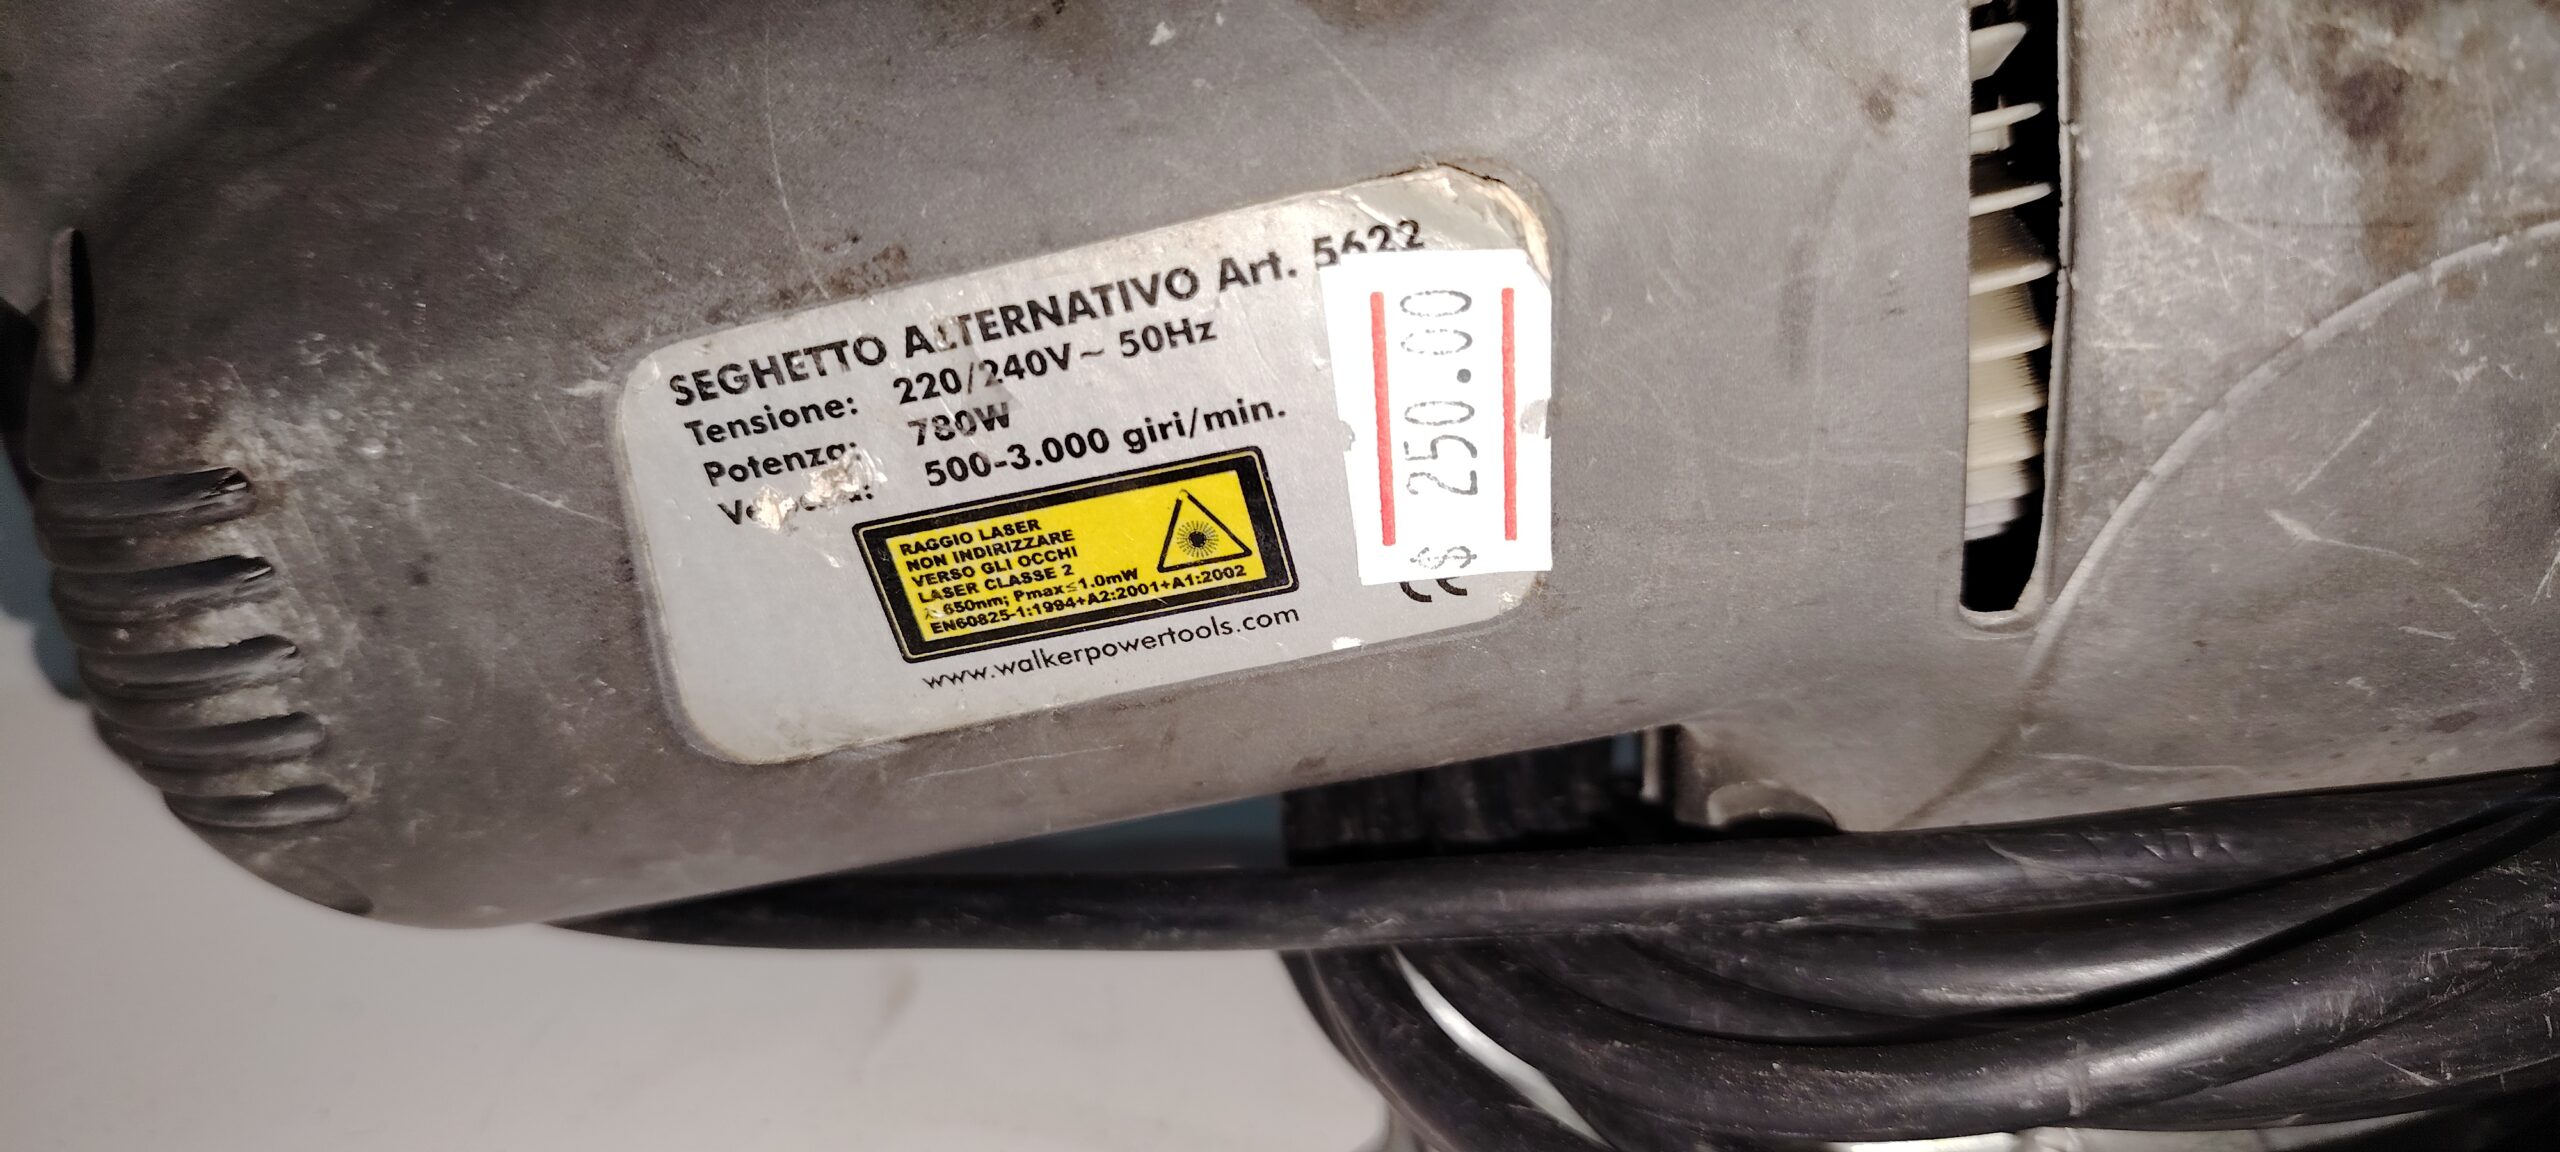 SEGHETTO ALTERNATIVO Art. 5622
Tensione: 220/240V~ 50Hz
Potenza: 780W
500-3.000 giri/min.
RAGGIO LASER
NON INDIRIZZARE
VERSO GLI OCCHI
LASER CLASSE 2
650nm; Pmax≤1.0mW
EN60825-1:1994+A2:2001+A1:2002
www.walkerpowertools.com
$ 250.00